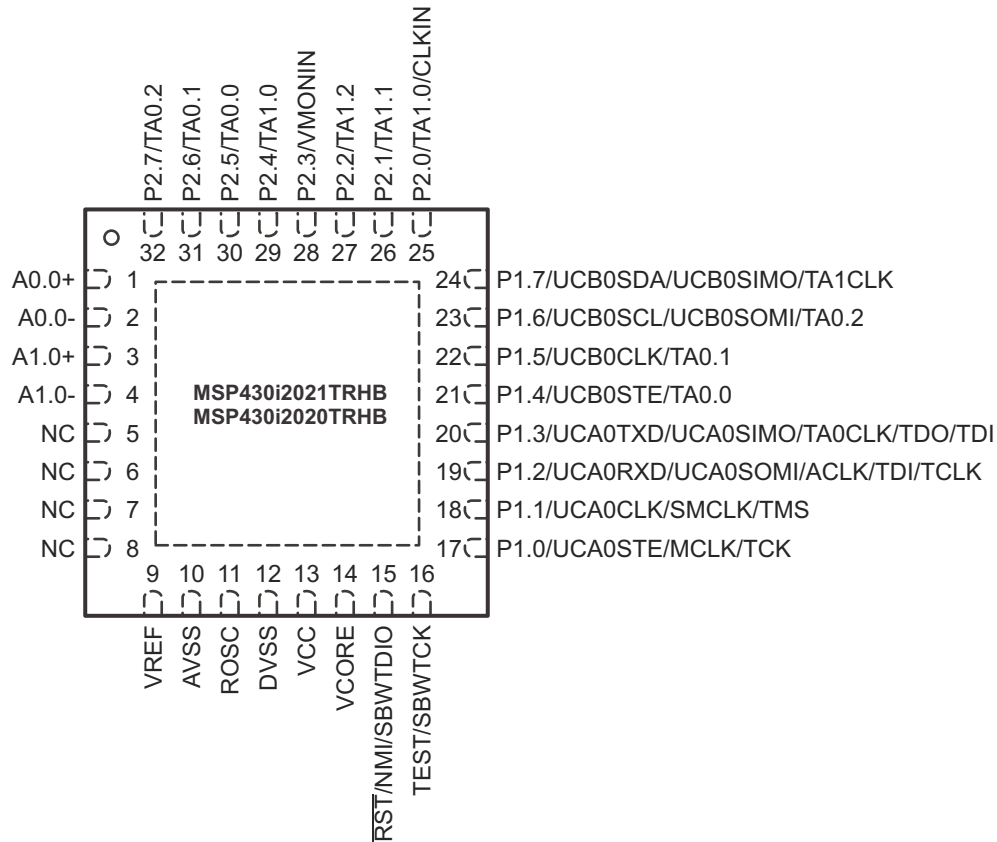 P2.7/TA0.2
P2.6/TA0.1
P2.5/TA0.0
P2.4/TA1.0
P2.3/VMONIN
P2.2/TA1.2
P2.1/TA1.1
P2.0/TA1.0/CLKIN
32 31 30 29 28 27 26 25
A0.0+ 1
A0.0- 2
A1.0+ 3
A1.0- 4
NC 5
NC 6
NC 7
NC 8
MSP430i2021TRHB
MSP430i2020TRHB
24 P1.7/UCB0SDA/UCB0SIMO/TA1CLK
23 P1.6/UCB0SCL/UCB0SOMI/TA0.2
22 P1.5/UCB0CLK/TA0.1
21 P1.4/UCB0STE/TA0.0
20 P1.3/UCA0TXD/UCA0SIMO/TA0CLK/TDO/TDI
19 P1.2/UCA0RXD/UCA0SOMI/ACLK/TDI/TCLK
18 P1.1/UCA0CLK/SMCLK/TMS
17 P1.0/UCA0STE/MCLK/TCK
9 10 11 12 13 14 15 16
VREF
AVSS
ROSC
DVSS
VCC
VCORE
RST/NMI/SBWTDIO
TEST/SBWTCK